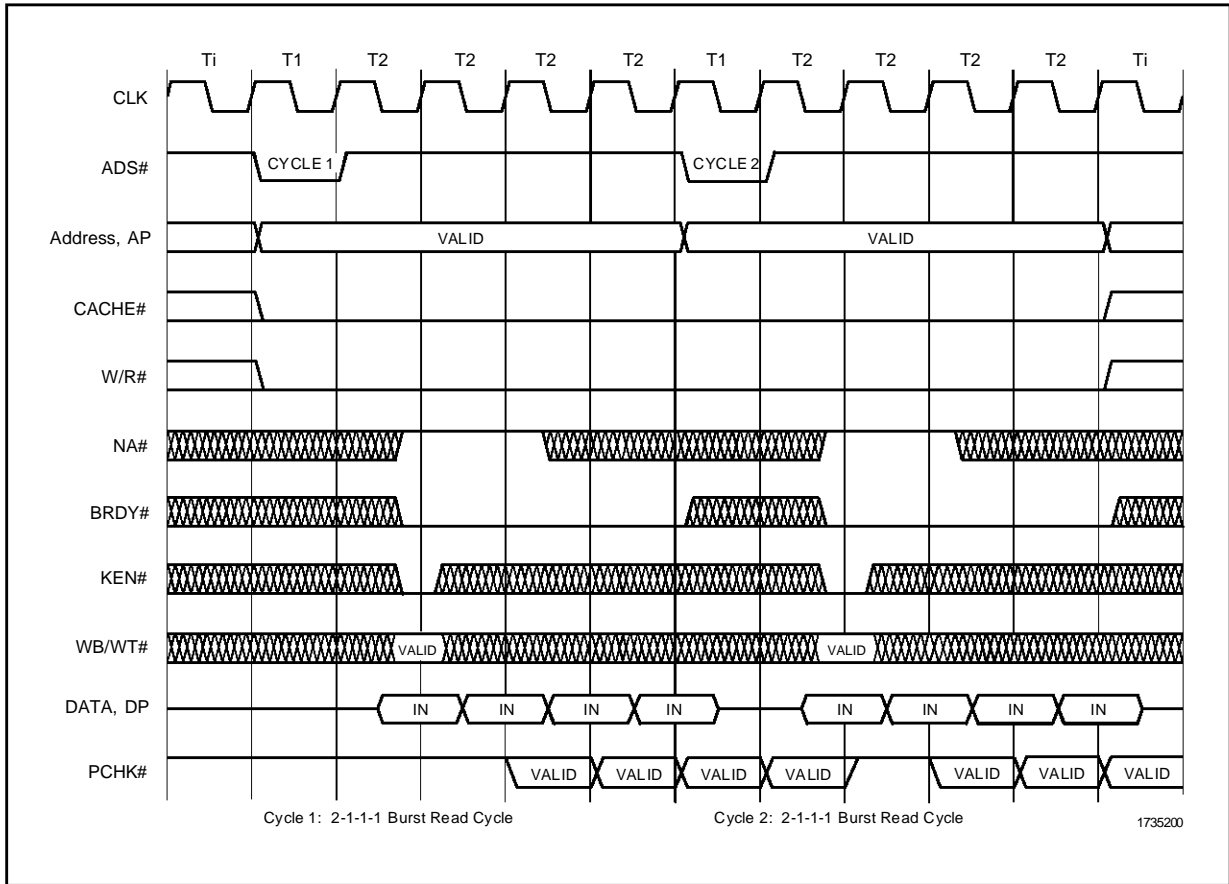 Ti T1 T2 T2 T2 T2 T1 T2 T2 T2 T2 Ti
CLK
ADS# CYCLE 1 CYCLE 2
Address, AP VALID VALID
CACHE#
W/R#
NA#
BRDY#
KEN#
WB/WT# VALID VALID
DATA, DP IN IN IN IN IN IN IN IN
PCHK# VALID VALID VALID VALID VALID VALID VALID
Cycle 1: 2-1-1-1 Burst Read Cycle Cycle 2: 2-1-1-1 Burst Read Cycle 1735200